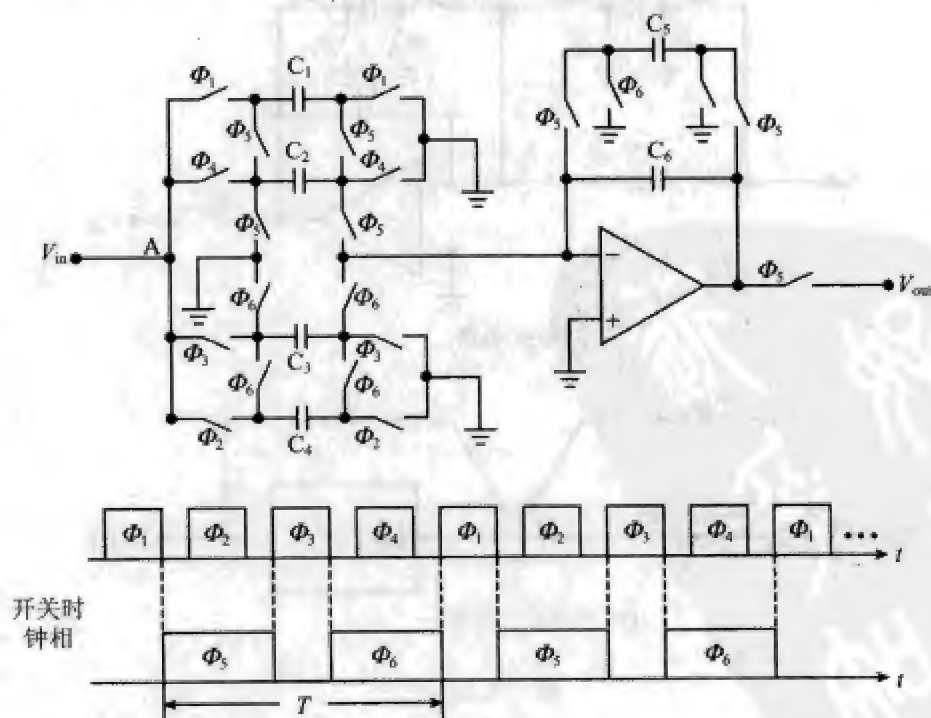 C₅
C₁
Φ₁
Φ₁
Φ₆
Φ₅
Φ₅
Φ₅
Φ₅
C₂
C₆
Φ₄
Φ₄
Φ₅
Φ₅
V_in
A
−
Φ₅
V_out
Φ₆
Φ₆
+
Φ₃
C₃
Φ₃
Φ₆
Φ₆
Φ₂
C₄
Φ₂
Φ₁ Φ₂ Φ₃ Φ₄ Φ₁ Φ₂ Φ₃ Φ₄ Φ₁ ••• t
开关时
钟相
Φ₅ Φ₆ Φ₅ Φ₆ t
T